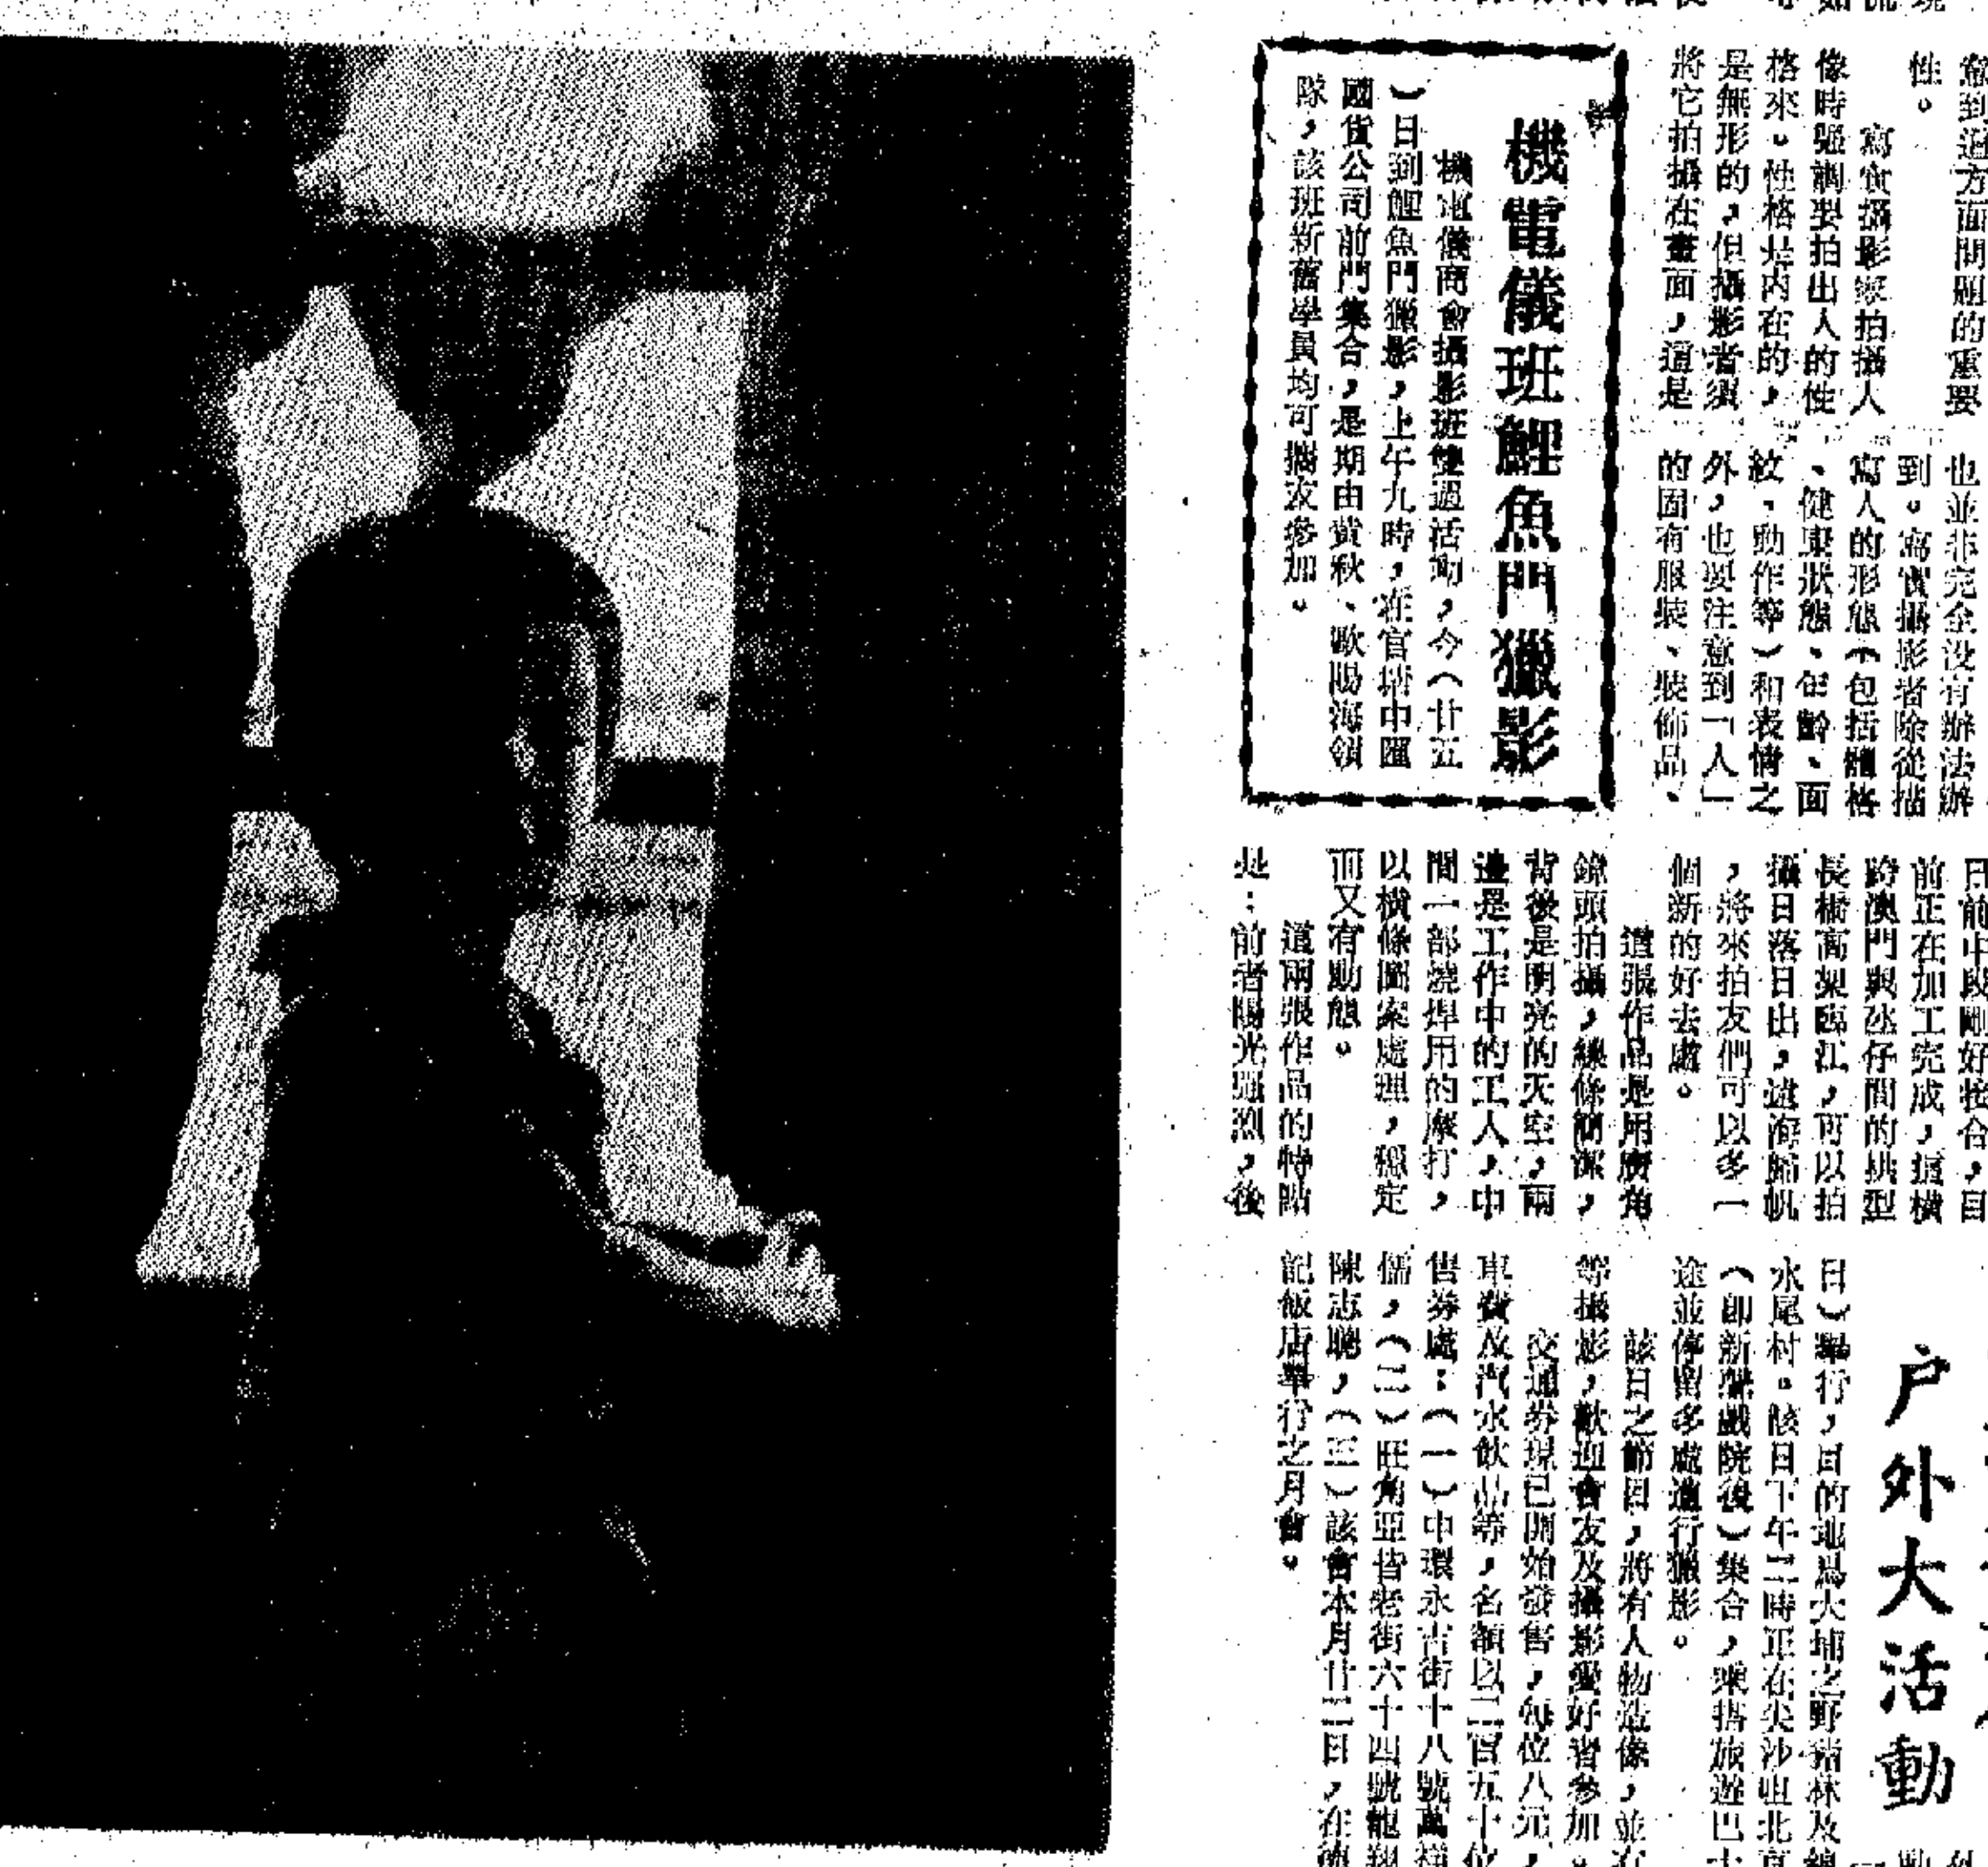 機電儀班鯉魚門獵影
機電儀商會攝影班雙週活動,今(廿五
)日到鯉魚門獵影,上午九時,在官塘中匯
國貨公司前門集合,是期由黃秋、歐陽海領
隊,該班新舊學員均可攜友參加。
意到這方面問題的重要
性。
寫實攝影家拍攝人
像時強調要拍出人的性
格來。性格是內在的,
是無形的,但攝影者須
將它拍攝在畫面,這是
也並非完全没有辦法辦
到。寫實攝影者除從描
寫人的形態(包括體格
、健康狀態、年齡、面
紋,動作等)和表情之
外,也要注意到「人」
的固有服裝、裝飾品、
日前中段剛好接合,目
前正在加工完成,這橫
跨澳門與氹仔間的拱型
長橋高架臨江,可以拍
攝日落日出,遠海歸帆
,將來拍友們可以多一
個新的好去處。
這張作品是用廣角
鏡頭拍攝,線條簡潔,
背後是明亮的天空,兩
邊是工作中的工人,中
間一部燒焊用的摩打,
以橫條圖案處理,穩定
而又有動態。
這兩張作品的特點
是:前者陽光強烈,後
户外大活動
日)舉行,目的地爲大埔之野豬林及
水尾村。該日下午二時正在尖沙咀北京
(即新聲戲院後)集合,乘搭旅遊巴士
途並停留多處進行獵影。
該日之節目,將有人物造像,並在
等攝影,歡迎會友及攝影愛好者參加。
交通券現已開始發售,每位八元,
車費及汽水飲品等,名額以二百五十位
售券處:(一)中環永吉街十八號萬
儒,(二)旺角亞皆老街六十四號龍翔
陳志聰,(三)該會本月廿三日,在
記飯店舉行之月會。